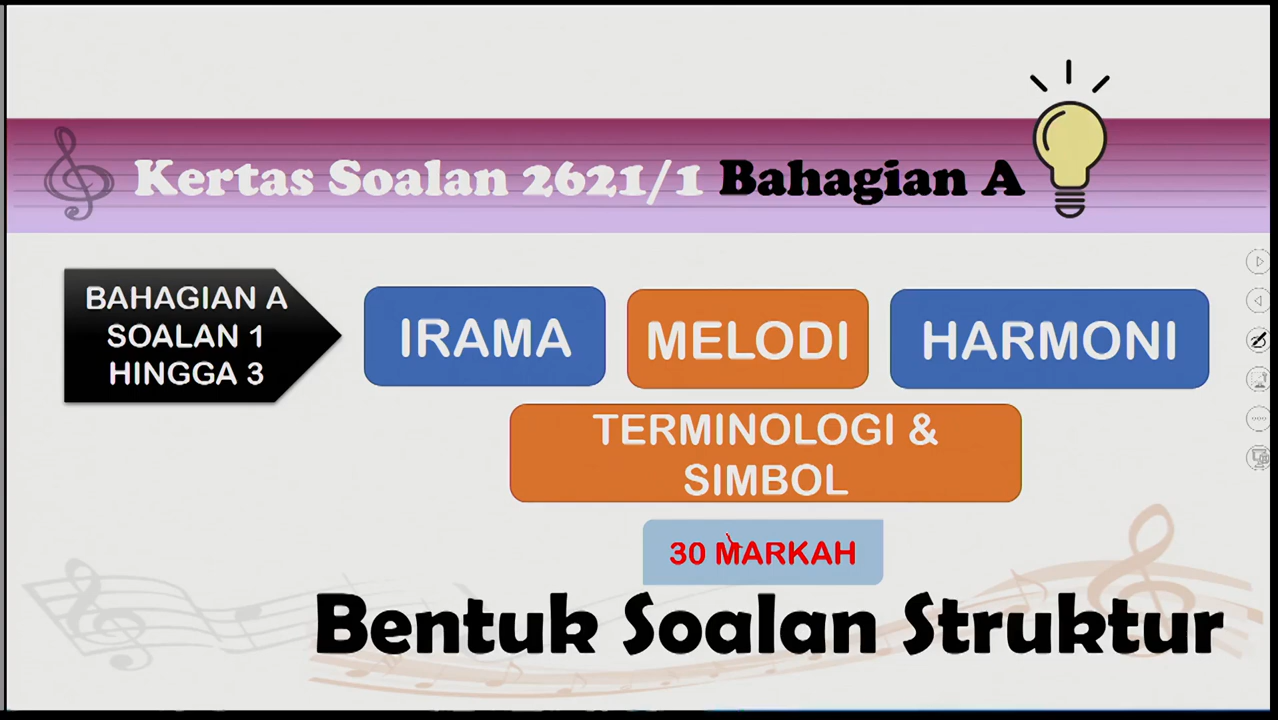 Kertas Soalan 2621/1 Bahagian A
BAHAGIAN A
SOALAN 1
HINGGA 3
IRAMA
MELODI
HARMONI
TERMINOLOGI &
SIMBOL
30 MARKAH
Bentuk Soalan Struktur